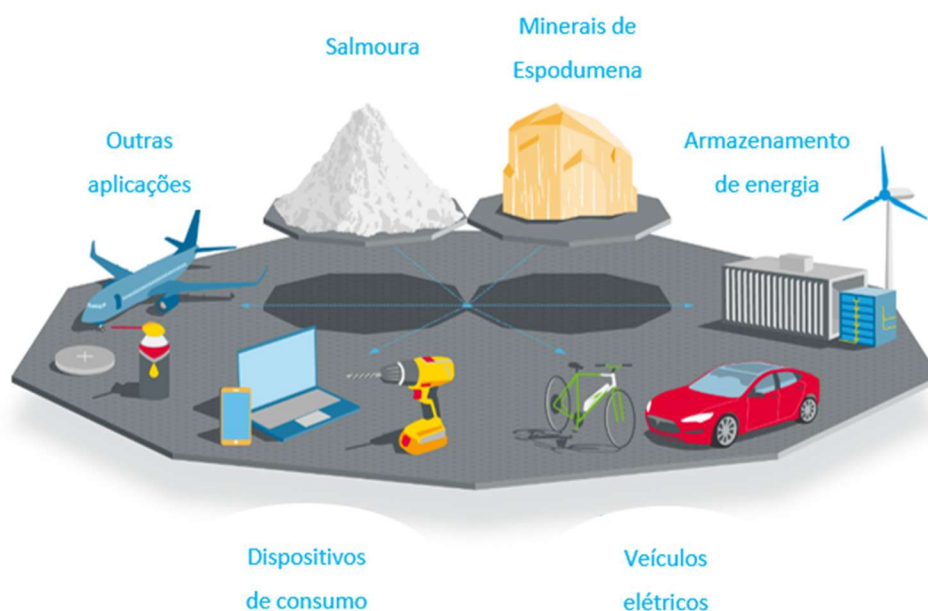 Salmoura
Minerais de
Espodumena
Outras
aplicações
Armazenamento
de energia
Dispositivos
de consumo
Veículos
elétricos